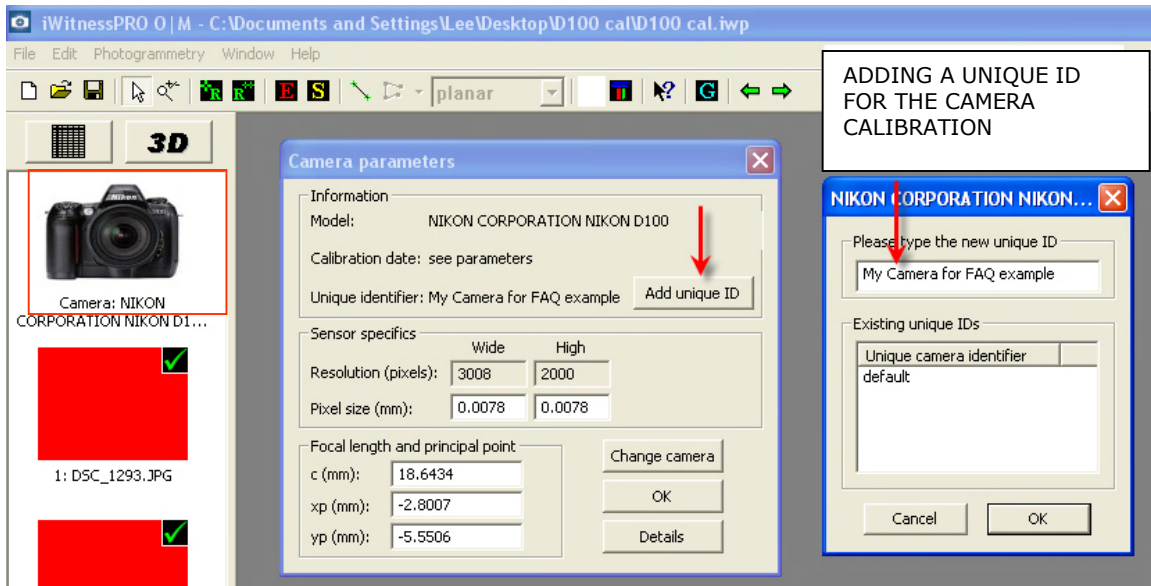 iWitnessPRO O|M - C:\Documents and Settings\Lee\Desktop\D100 cal\D100 cal.iwp
File Edit Photogrammetry Window Help
R R E S planar G
ADDING A UNIQUE ID
FOR THE CAMERA
CALIBRATION
3D
Nikon
Camera: NIKON
CORPORATION NIKON D1...
1: DSC_1293.JPG
Camera parameters
Information
Model: NIKON CORPORATION NIKON D100
Calibration date: see parameters
Unique identifier: My Camera for FAQ example Add unique ID
Sensor specifics
Wide High
Resolution (pixels): 3008 2000
Pixel size (mm): 0.0078 0.0078
Focal length and principal point
c (mm): 18.6434
xp (mm): -2.8007
yp (mm): -5.5506
Change camera
OK
Details
NIKON CORPORATION NIKON...
Please type the new unique ID
My Camera for FAQ example
Existing unique IDs
Unique camera identifier
default
Cancel OK